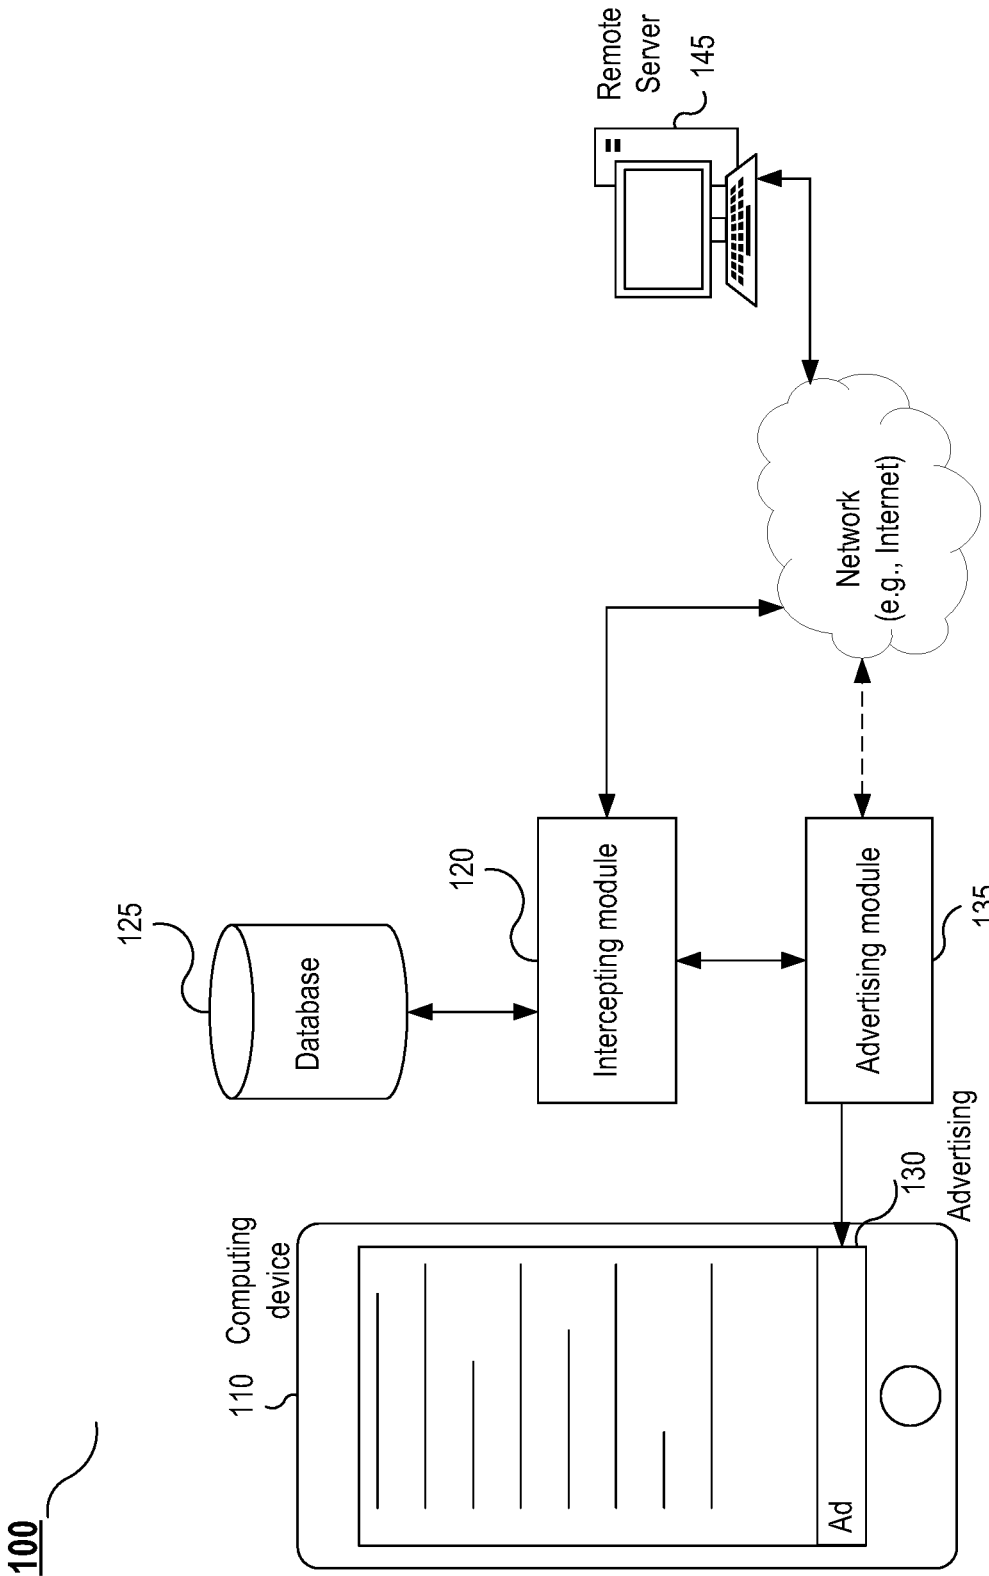 100
110
Computing
device
Ad
130
Advertising
Database
125
Intercepting module
120
Advertising module
135
Network
(e.g., Internet)
Remote
Server
145